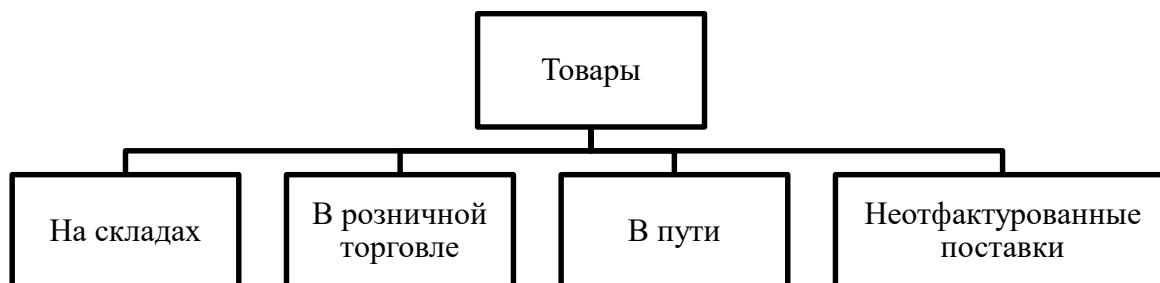 Товары
На складах
В розничной
торговле
В пути
Неотфактурованные
поставки